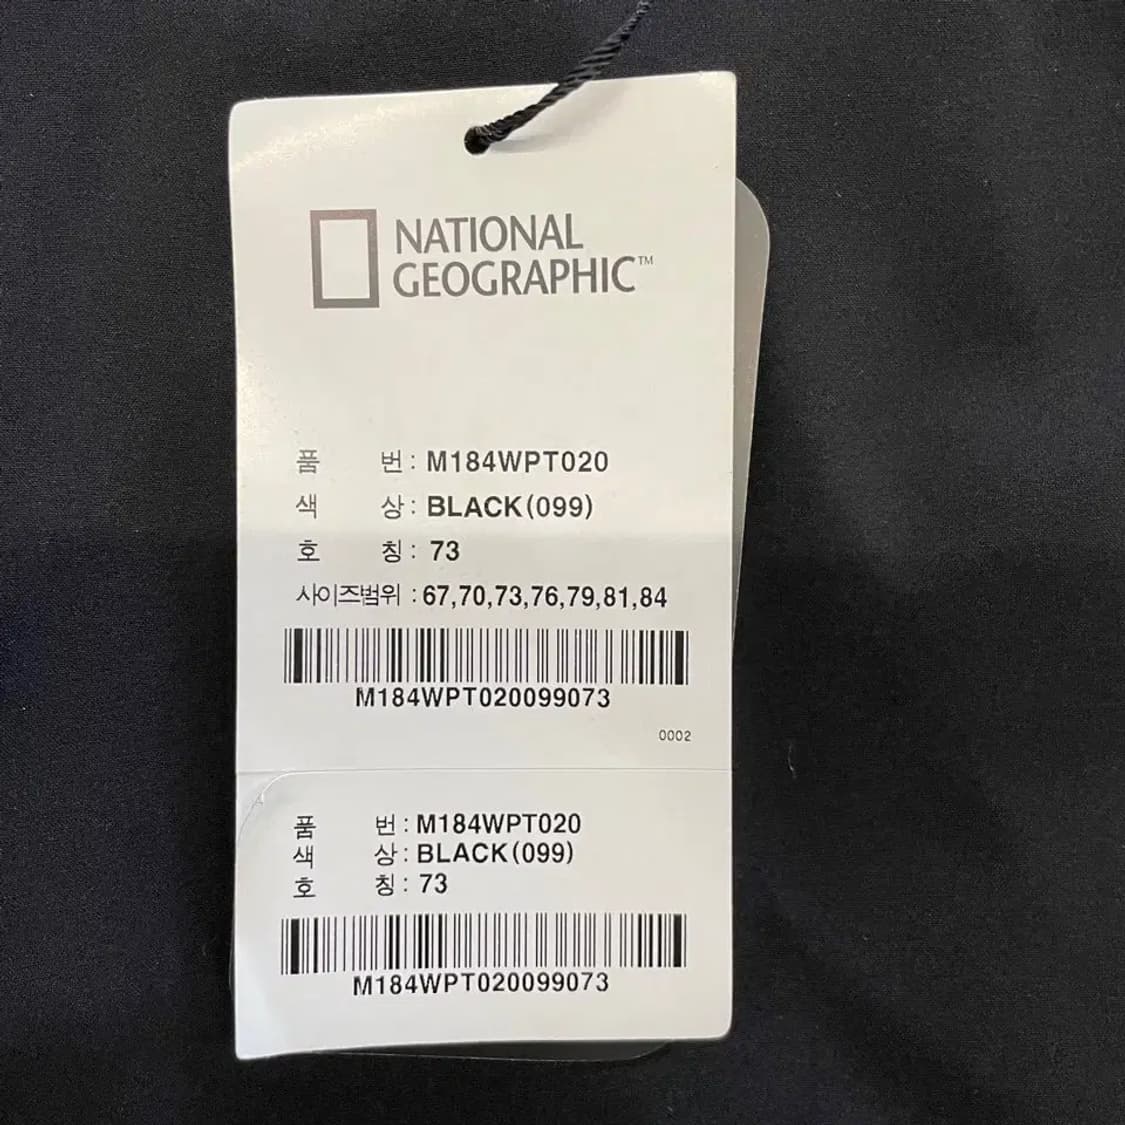 NATIONAL
GEOGRAPHIC™
품 번 : M184WPT020
색 상 : BLACK(099)
호 칭 : 73
사이즈범위 : 67,70,73,76,79,81,84
M184WPT020099073
0002
품 번 : M184WPT020
색 상 : BLACK(099)
호 칭 : 73
M184WPT020099073